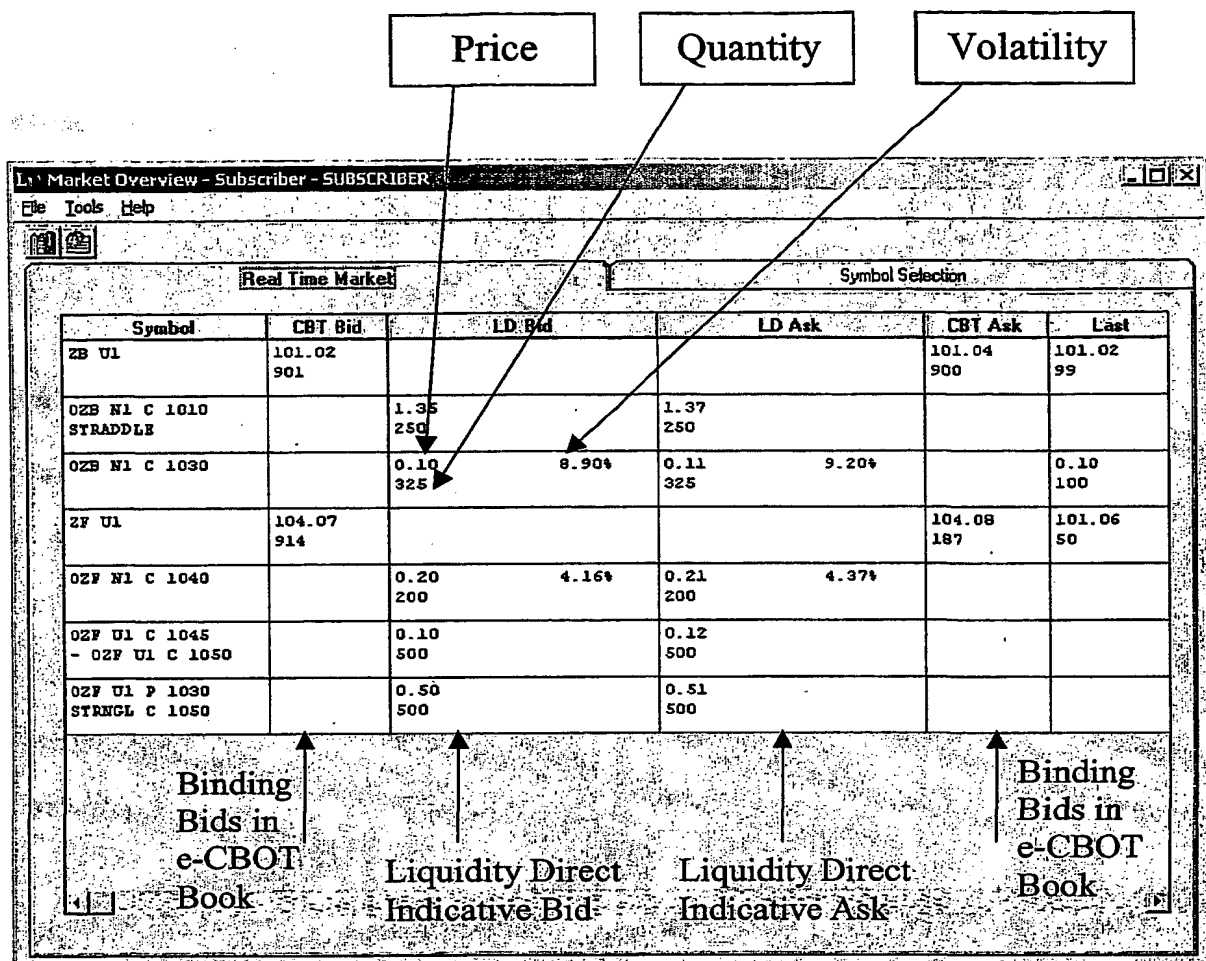 Price Quantity Volatility
Market Overview - Subscriber - SUBSCRIBER
File Tools Help
Real Time Market Symbol Selection
Symbol CBT Bid LD Bid LD Ask CBT Ask Last
ZB U1 101.02 101.04 101.02
901 900 99
OZB N1 C 1010 1.35 1.37
STRADDLE 250 250
OZB N1 C 1030 0.10 8.90% 0.11 9.20% 0.10
325 325 100
ZF U1 104.07 104.08 101.06
914 187 50
OZF N1 C 1040 0.20 4.16% 0.21 4.37%
200 200
OZF U1 C 1045 0.10 0.12
- OZF U1 C 1050 500 500
OZF U1 P 1030 0.50 0.51
STRNGL C 1050 500 500
Binding
Bids in
e-CBOT
Book
Liquidity Direct
Indicative Bid
Liquidity Direct
Indicative Ask
Binding
Bids in
e-CBOT
Book